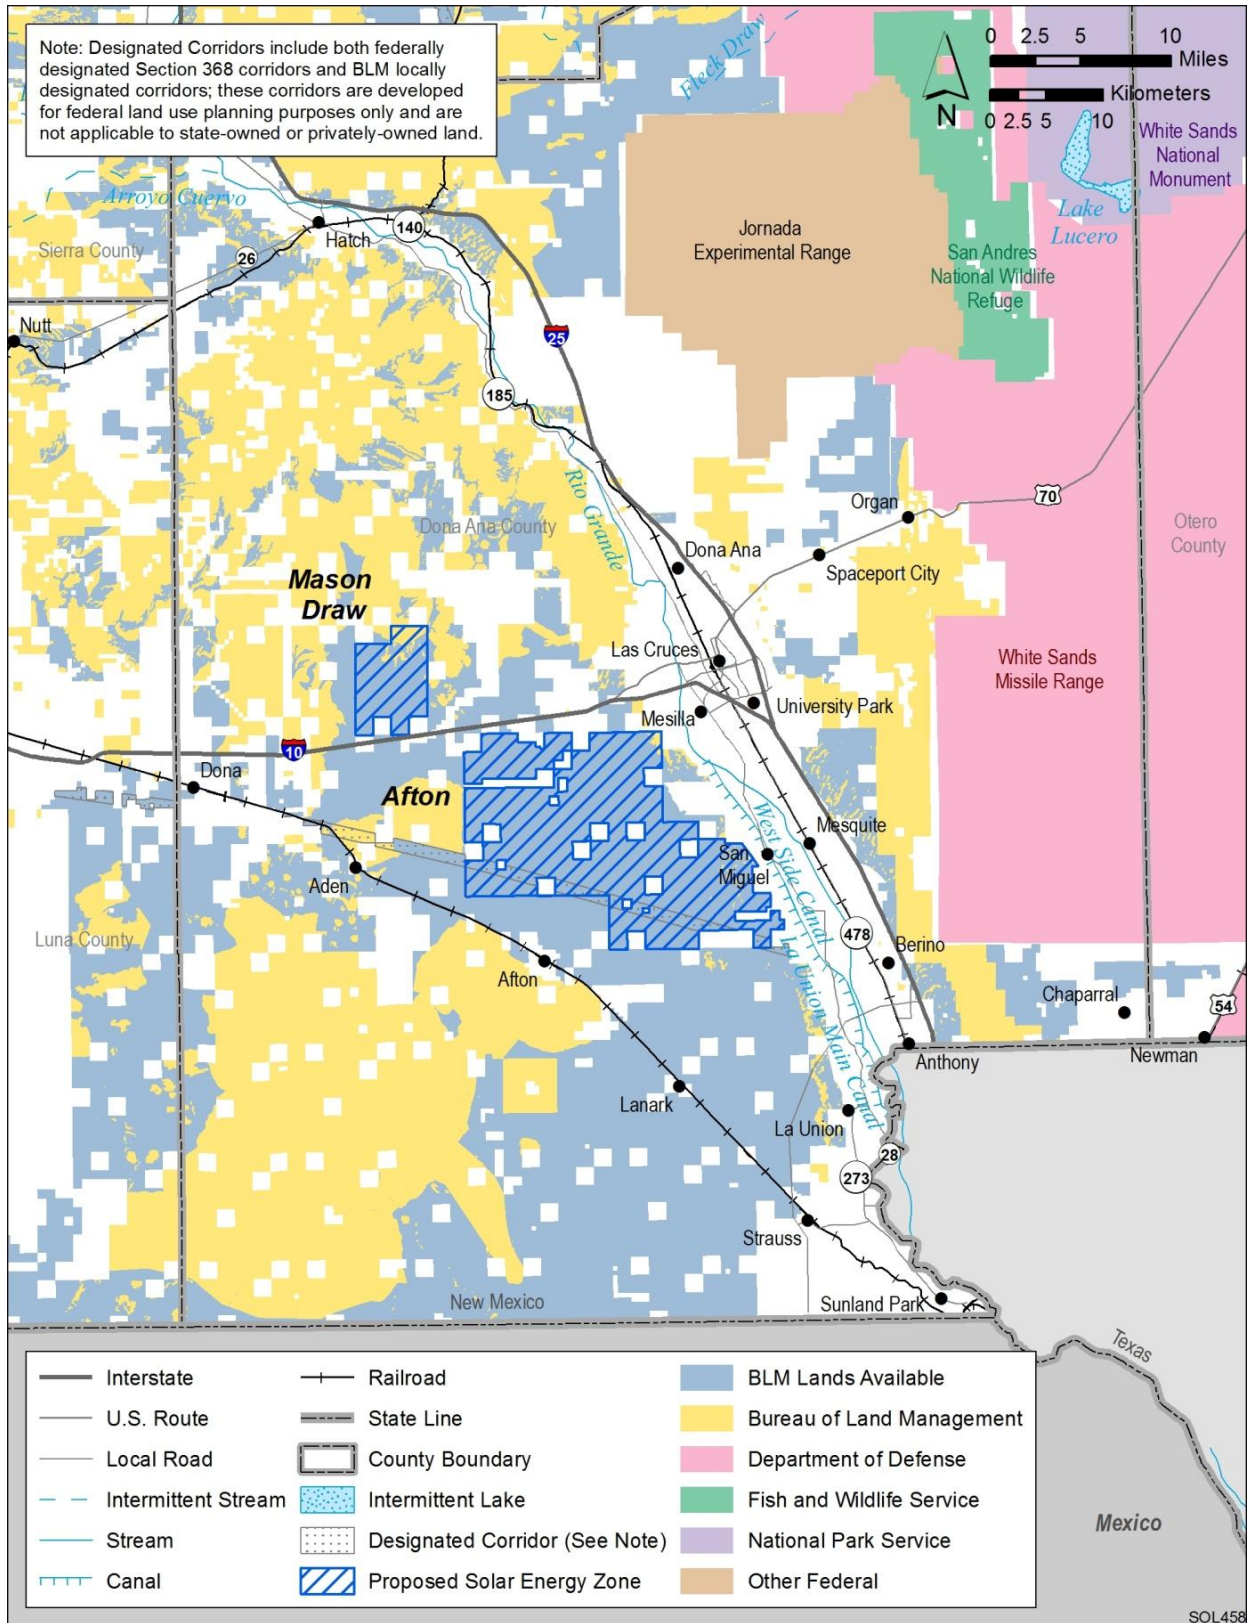 Note: Designated Corridors include both federally
designated Section 368 corridors and BLM locally
designated corridors; these corridors are developed
for federal land use planning purposes only and are
not applicable to state-owned or privately-owned land.
Fleck Draw
0 2.5 5 10
Miles
Kilometers
0 2.5 5 10
N
White Sands
National
Monument
Lake
Lucero
Arroyo Cuervo
Hatch
140
Sierra County
26
Jornada
Experimental Range
San Andres
National Wildlife
Refuge
Nutt
25
185
Rio Grande
70
Organ
Dona Ana County
Otero
County
Dona Ana
Spaceport City
Mason
Draw
Las Cruces
White Sands
Missile Range
University Park
Mesilla
10
Dona
Afton
West Side Canal
Mesquite
San
Miguel
Aden
478
Luna County
Berino
Afton
La Union Main Canal
Chaparral
54
Anthony
Newman
Lanark
La Union
28
273
Strauss
Sunland Park
New Mexico
Texas
Mexico
Interstate
U.S. Route
Local Road
Intermittent Stream
Stream
Canal
Railroad
State Line
County Boundary
Intermittent Lake
Designated Corridor (See Note)
Proposed Solar Energy Zone
BLM Lands Available
Bureau of Land Management
Department of Defense
Fish and Wildlife Service
National Park Service
Other Federal
SOL458